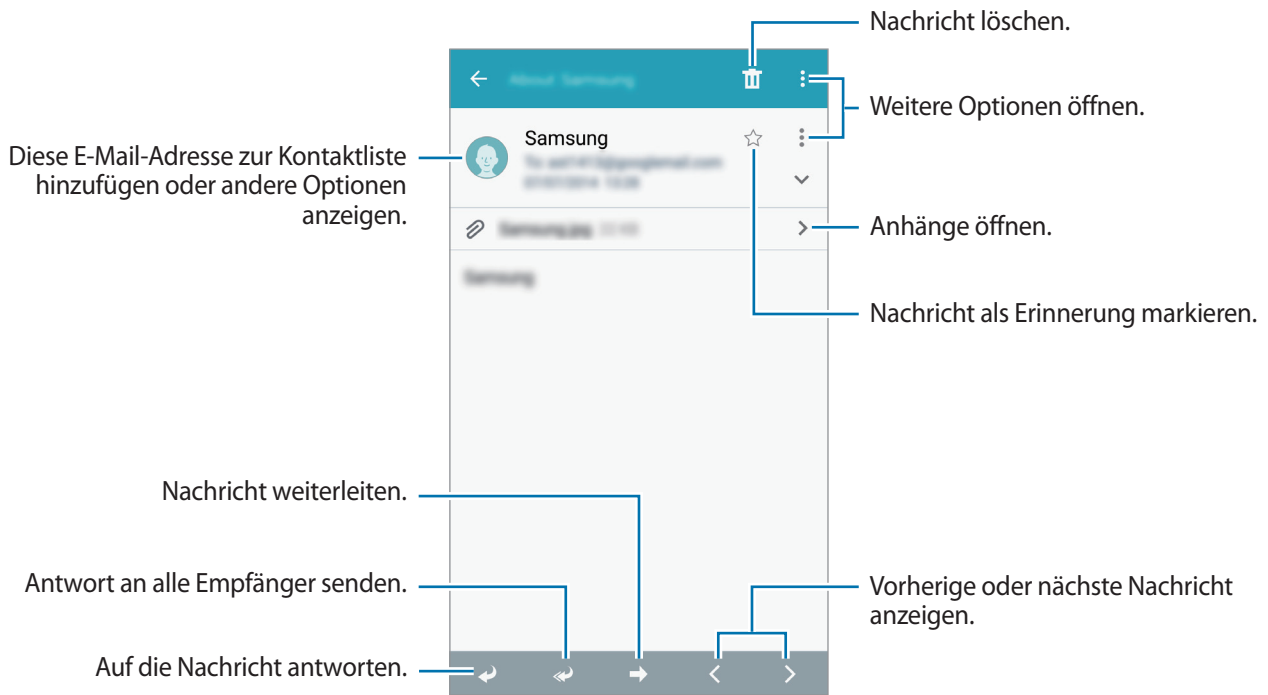 Nachricht löschen.
Weitere Optionen öffnen.
Samsung
Diese E-Mail-Adresse zur Kontaktliste
hinzufügen oder andere Optionen
anzeigen.
Anhänge öffnen.
Nachricht als Erinnerung markieren.
Nachricht weiterleiten.
Antwort an alle Empfänger senden.
Vorherige oder nächste Nachricht
anzeigen.
Auf die Nachricht antworten.